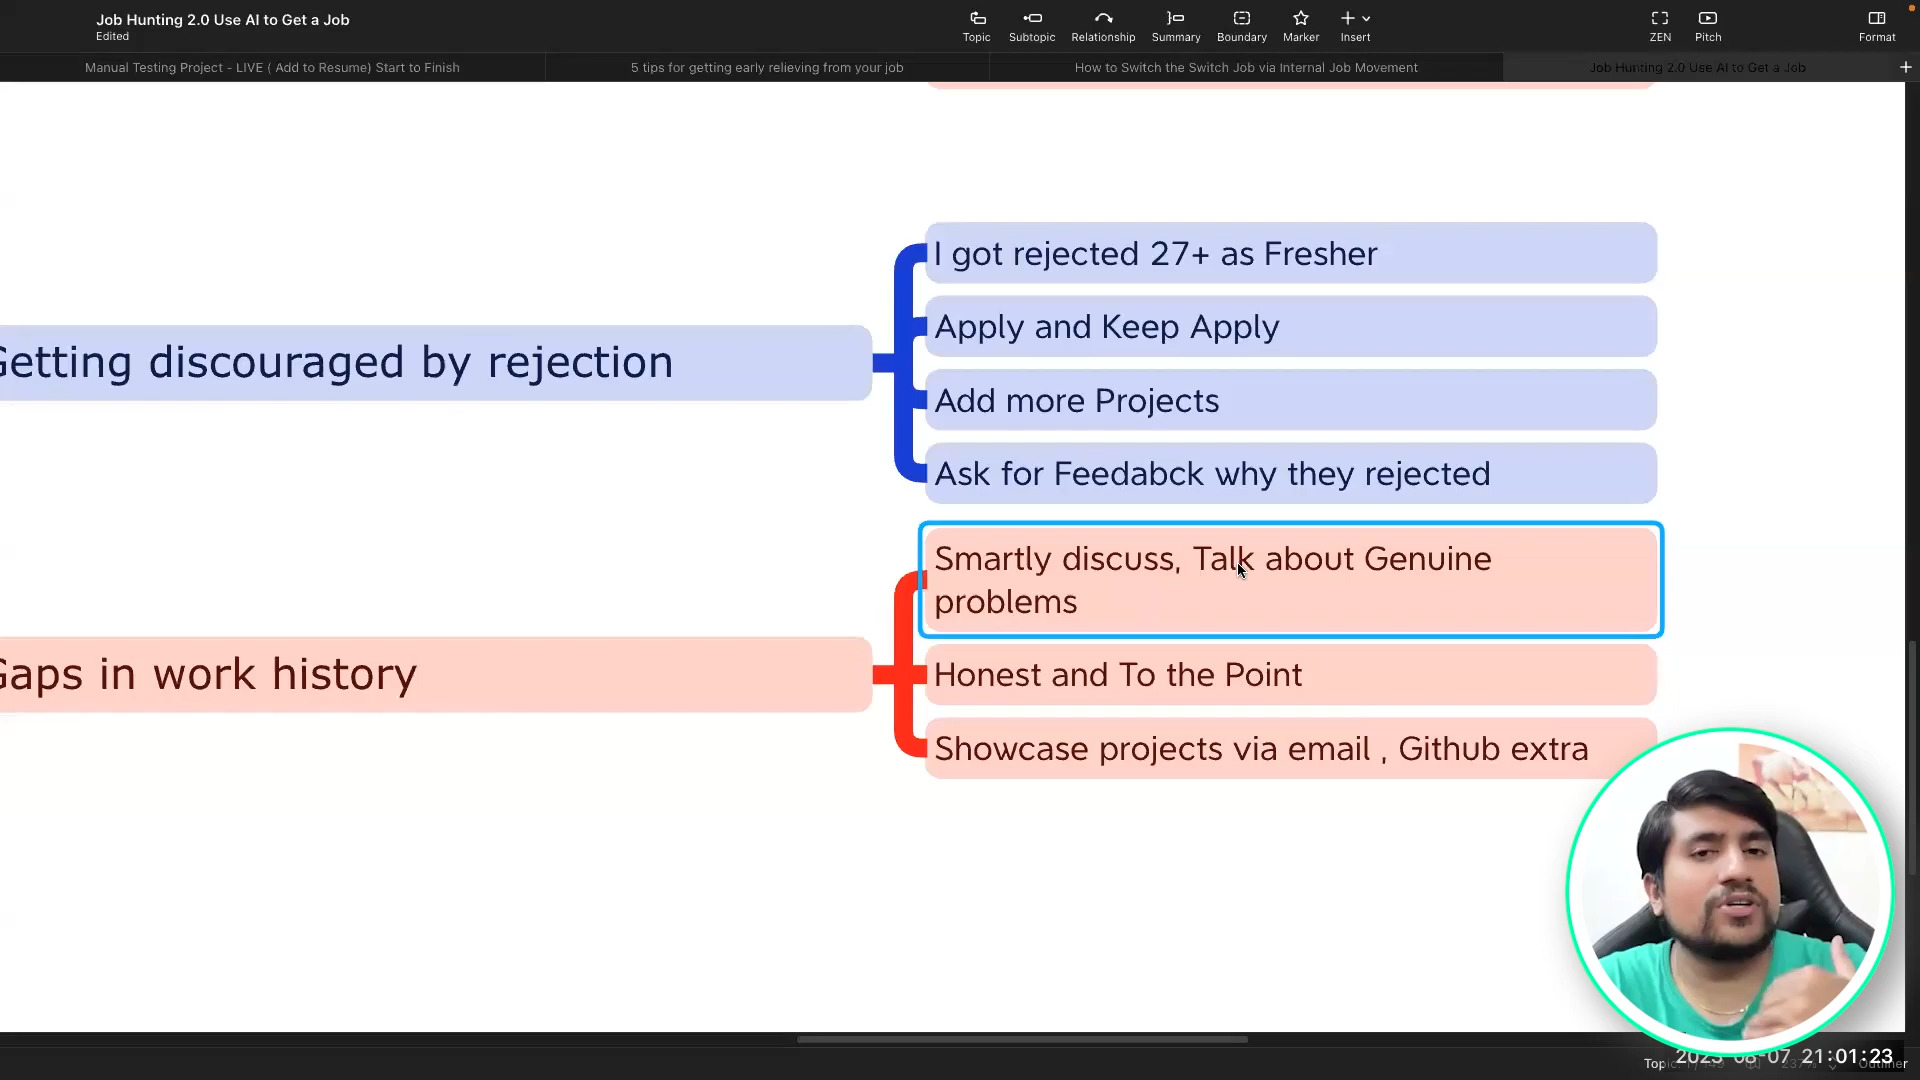 Job Hunting 2.0 Use AI to Get a Job
Edited
Topic
Subtopic
Relationship
Summary
Boundary
Marker
Insert
ZEN
Pitch
Format
Manual Testing Project - LIVE ( Add to Resume) Start to Finish
5 tips for getting early relieving from your job
How to Switch the Switch Job via Internal Job Movement
Job Hunting 2.0 Use AI to Get a Job
Getting discouraged by rejection
I got rejected 27+ as Fresher
Apply and Keep Apply
Add more Projects
Ask for Feedabck why they rejected
Gaps in work history
Smartly discuss, Talk about Genuine
problems
Honest and To the Point
Showcase projects via email , Github extra
2023-08-07 21:01:23
Outliner